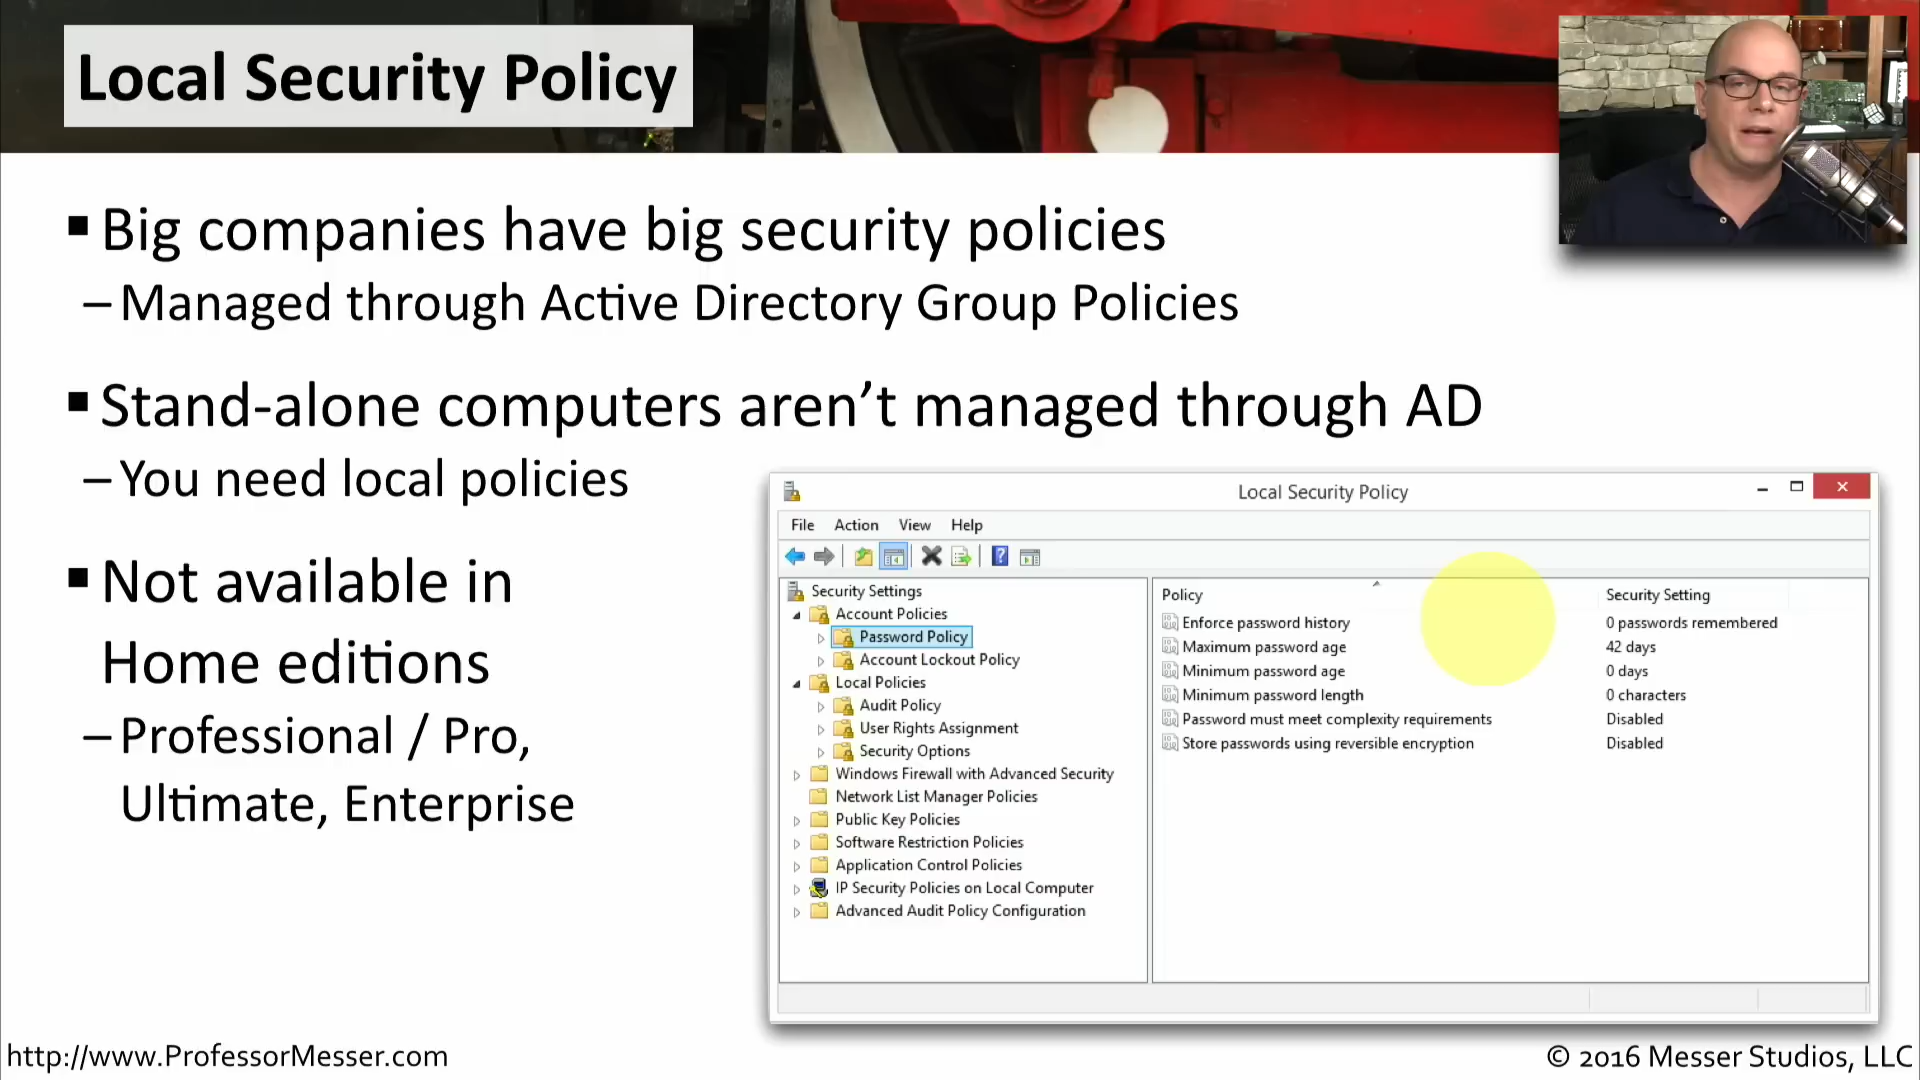 Local Security Policy
▪ Big companies have big security policies
– Managed through Active Directory Group Policies
▪ Stand-alone computers aren’t managed through AD
– You need local policies
▪ Not available in
Home editions
– Professional / Pro,
Ultimate, Enterprise
Local Security Policy
File Action View Help
Security Settings
Account Policies
Password Policy
Account Lockout Policy
Local Policies
Audit Policy
User Rights Assignment
Security Options
Windows Firewall with Advanced Security
Network List Manager Policies
Public Key Policies
Software Restriction Policies
Application Control Policies
IP Security Policies on Local Computer
Advanced Audit Policy Configuration
Policy Security Setting
Enforce password history 0 passwords remembered
Maximum password age 42 days
Minimum password age 0 days
Minimum password length 0 characters
Password must meet complexity requirements Disabled
Store passwords using reversible encryption Disabled
http://www.ProfessorMesser.com
© 2016 Messer Studios, LLC